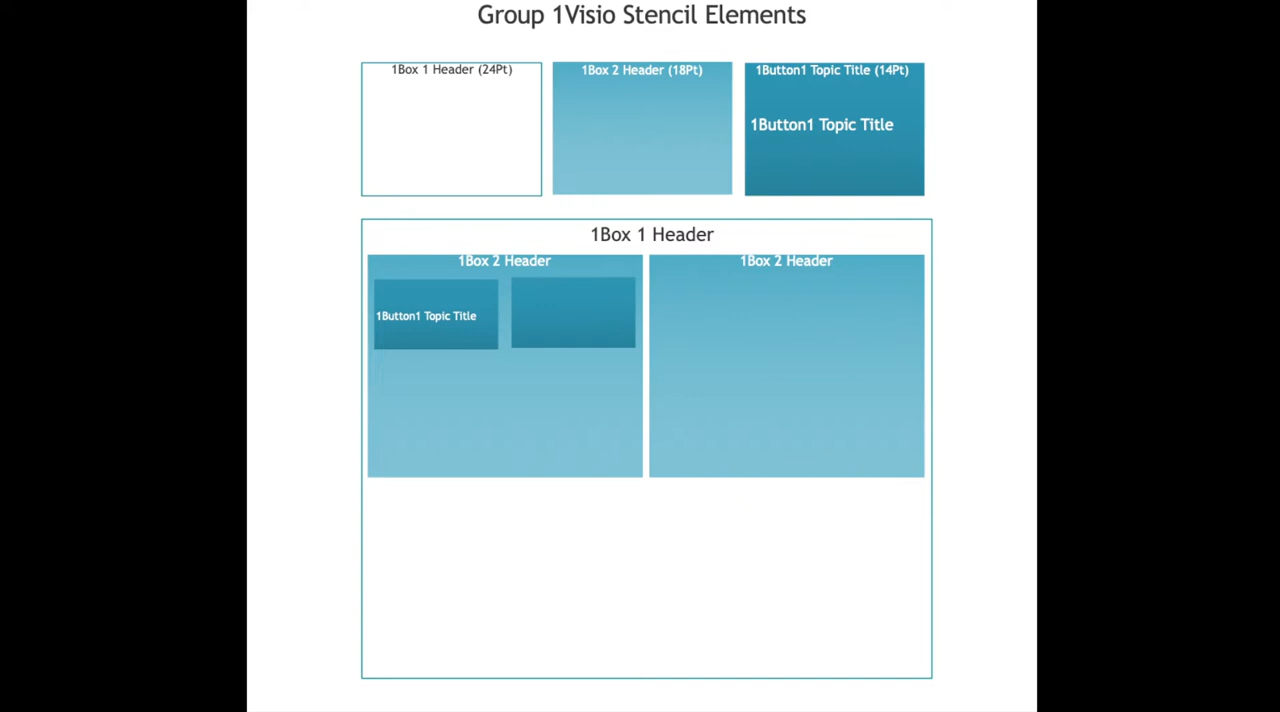 Group 1Visio Stencil Elements
1Box 1 Header (24Pt)
1Box 2 Header (18Pt)
1Button1 Topic Title (14Pt)
1Button1 Topic Title
1Box 1 Header
1Box 2 Header
1Box 2 Header
1Button1 Topic Title